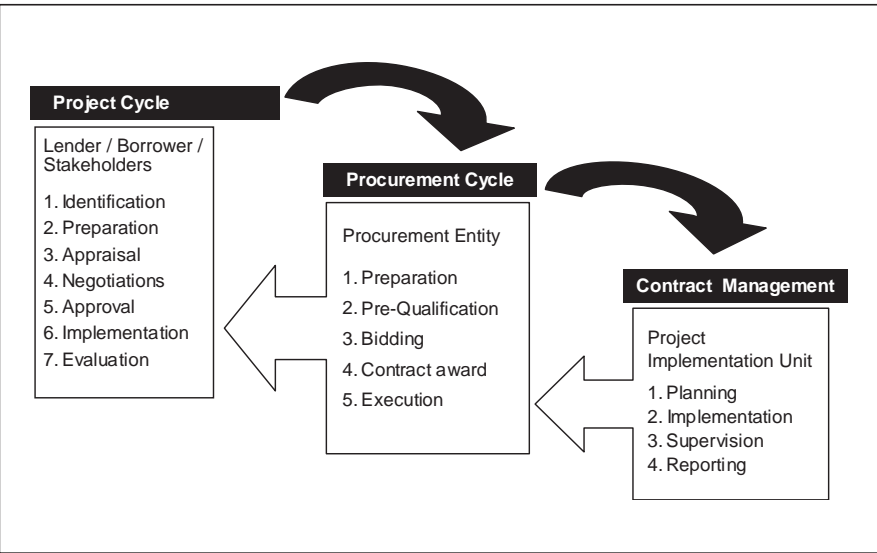 Project Cycle
Lender / Borrower /
Stakeholders
1. Identification
2. Preparation
3. Appraisal
4. Negotiations
5. Approval
6. Implementation
7. Evaluation
Procurement Cycle
Procurement Entity
1. Preparation
2. Pre-Qualification
3. Bidding
4. Contract award
5. Execution
Contract Management
Project
Implementation Unit
1. Planning
2. Implementation
3. Supervision
4. Reporting